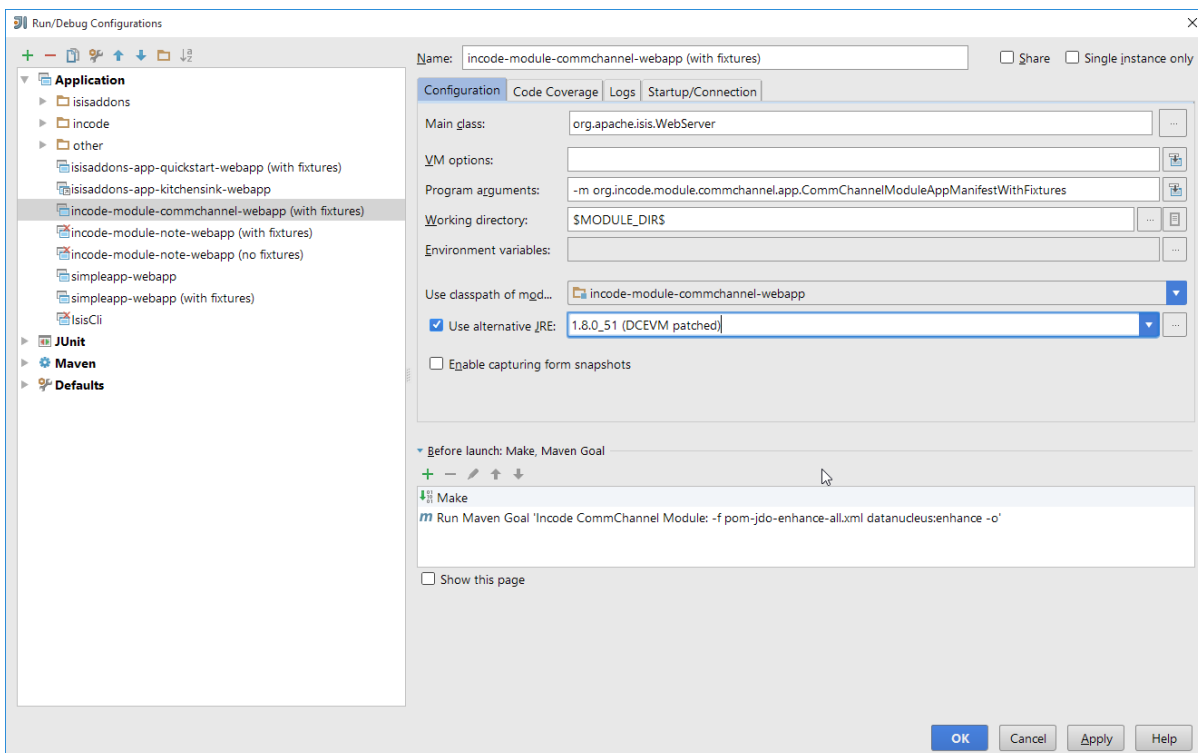 Run/Debug Configurations
Name: incode-module-commchannel-webapp (with fixtures) Share Single instance only
Application
isisaddons
incode
other
isisaddons-app-quickstart-webapp (with fixtures)
isisaddons-app-kitchensink-webapp
incode-module-commchannel-webapp (with fixtures)
incode-module-note-webapp (with fixtures)
incode-module-note-webapp (no fixtures)
simpleapp-webapp
simpleapp-webapp (with fixtures)
IsisCli
JUnit
Maven
Defaults
Configuration Code Coverage Logs Startup/Connection
Main class: org.apache.isis.WebServer ...
VM options:
Program arguments: -m org.incode.module.commchannel.app.CommChannelModuleAppManifestWithFixtures
Working directory: $MODULE_DIR$ ...
Environment variables: ...
Use classpath of mod... incode-module-commchannel-webapp
Use alternative JRE: 1.8.0_51 (DCEVM patched) ...
Enable capturing form snapshots
Before launch: Make, Maven Goal
Make
Run Maven Goal 'Incode CommChannel Module: -f pom-jdo-enhance-all.xml datanucleus:enhance -o'
Show this page
OK Cancel Apply Help